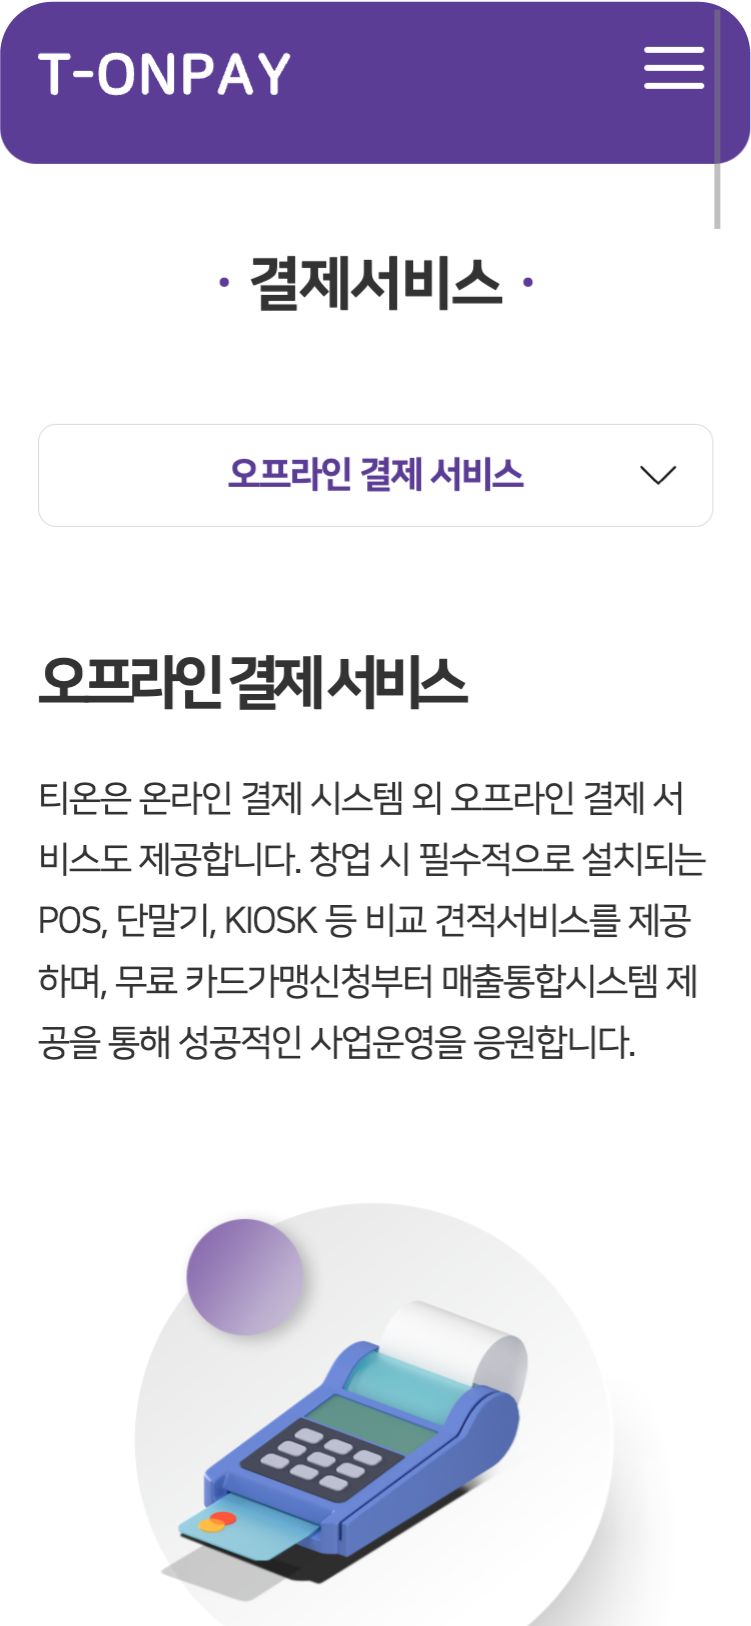 T-ONPAY
· 결제서비스 ·
오프라인 결제 서비스
오프라인 결제 서비스
티온은 온라인 결제 시스템 외 오프라인 결제 서
비스도 제공합니다. 창업 시 필수적으로 설치되는
POS, 단말기, KIOSK 등 비교 견적서비스를 제공
하며, 무료 카드가맹신청부터 매출통합시스템 제
공을 통해 성공적인 사업운영을 응원합니다.